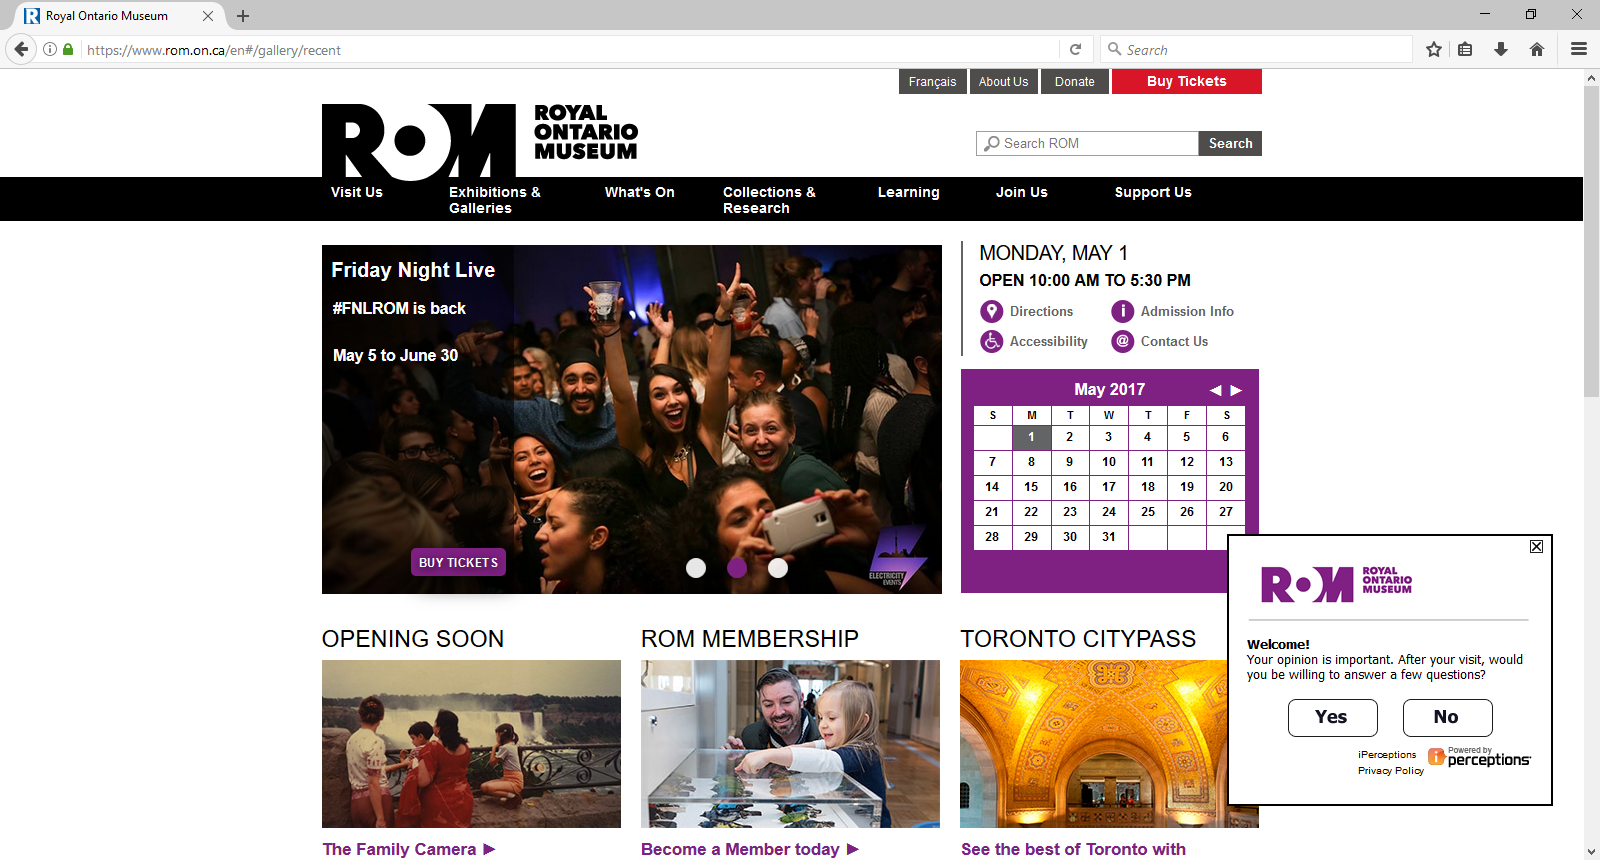 Royal Ontario Museum
https://www.rom.on.ca/en#/gallery/recent
Search
Français
About Us
Donate
Buy Tickets
ROM
ROYAL
ONTARIO
MUSEUM
Search ROM
Search
Visit Us
Exhibitions &
Galleries
What's On
Collections &
Research
Learning
Join Us
Support Us
Friday Night Live
#FNLROM is back
May 5 to June 30
BUY TICKETS
ELECTRICITY
EVENTS
MONDAY, MAY 1
OPEN 10:00 AM TO 5:30 PM
Directions
Admission Info
Accessibility
Contact Us
May 2017
S M T W T F S
1 2 3 4 5 6
7 8 9 10 11 12 13
14 15 16 17 18 19 20
21 22 23 24 25 26 27
28 29 30 31
OPENING SOON
The Family Camera
ROM MEMBERSHIP
Become a Member today
TORONTO CITYPASS
See the best of Toronto with
ROM
ROYAL
ONTARIO
MUSEUM
Welcome!
Your opinion is important. After your visit, would
you be willing to answer a few questions?
Yes
No
iPerceptions
Privacy Policy
Powered by
iperceptions